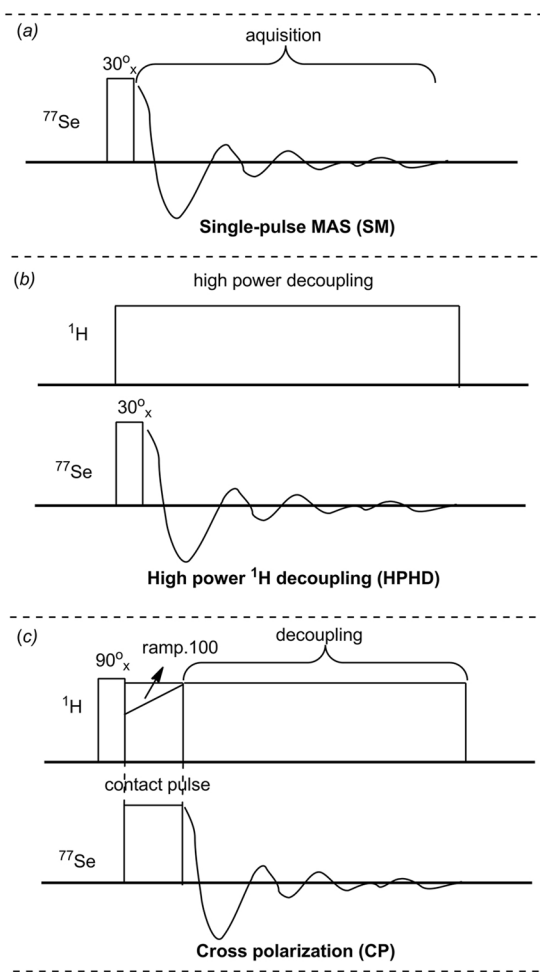 (a)
aquisition
30°x
77Se
Single-pulse MAS (SM)
(b)
high power decoupling
1H
30°x
77Se
High power 1H decoupling (HPHD)
(c)
decoupling
ramp.100
90°x
1H
contact pulse
77Se
Cross polarization (CP)